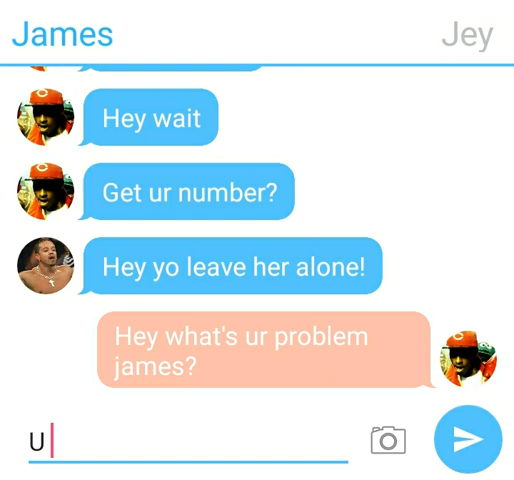 James
Jey
Hey wait
Get ur number?
Hey yo leave her alone!
Hey what's ur problem
james?
U